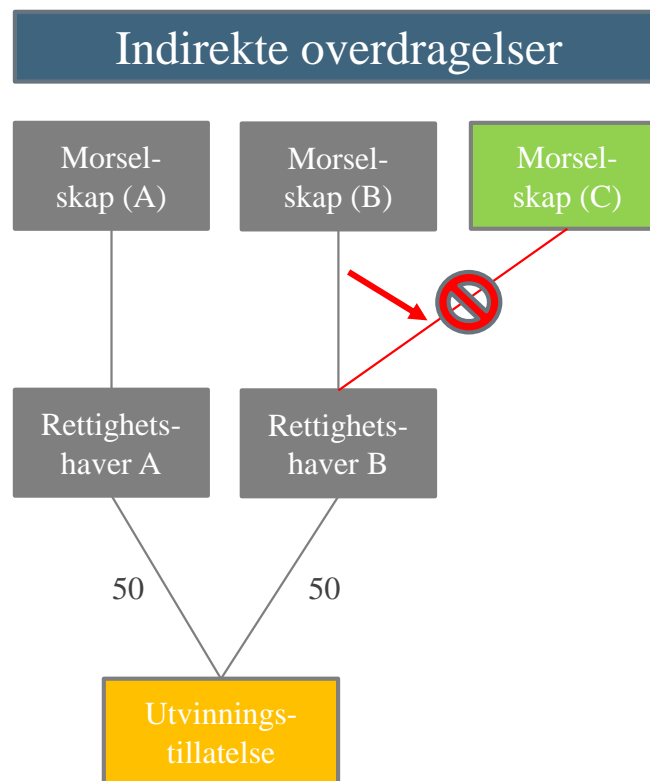 Indirekte overdragelser
Morsel-
skap (A)
Morsel-
skap (B)
Morsel-
skap (C)
Rettighets-
haver A
Rettighets-
haver B
50
50
Utvinnings-
tillatelse